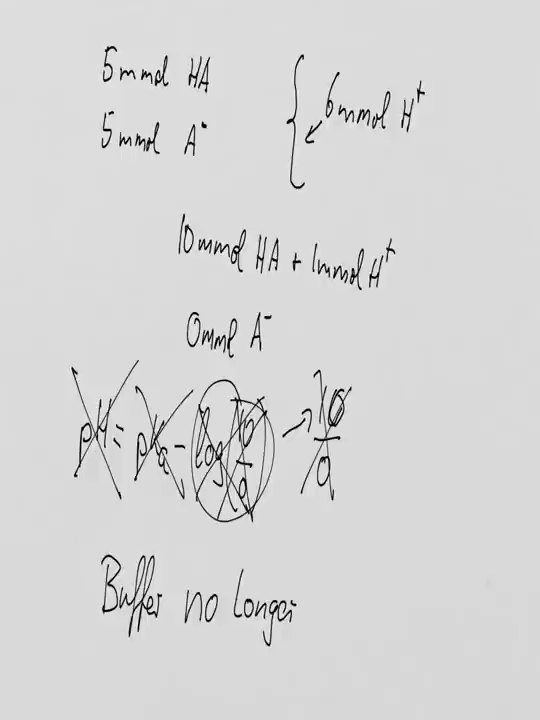 5 mmol HA
5 mmol A⁻
6 mmol H⁺
10 mmol HA + 1 mmol H⁺
0 mmol A⁻
pH = pKa - log (10/0) → 10/0
Buffer no longer